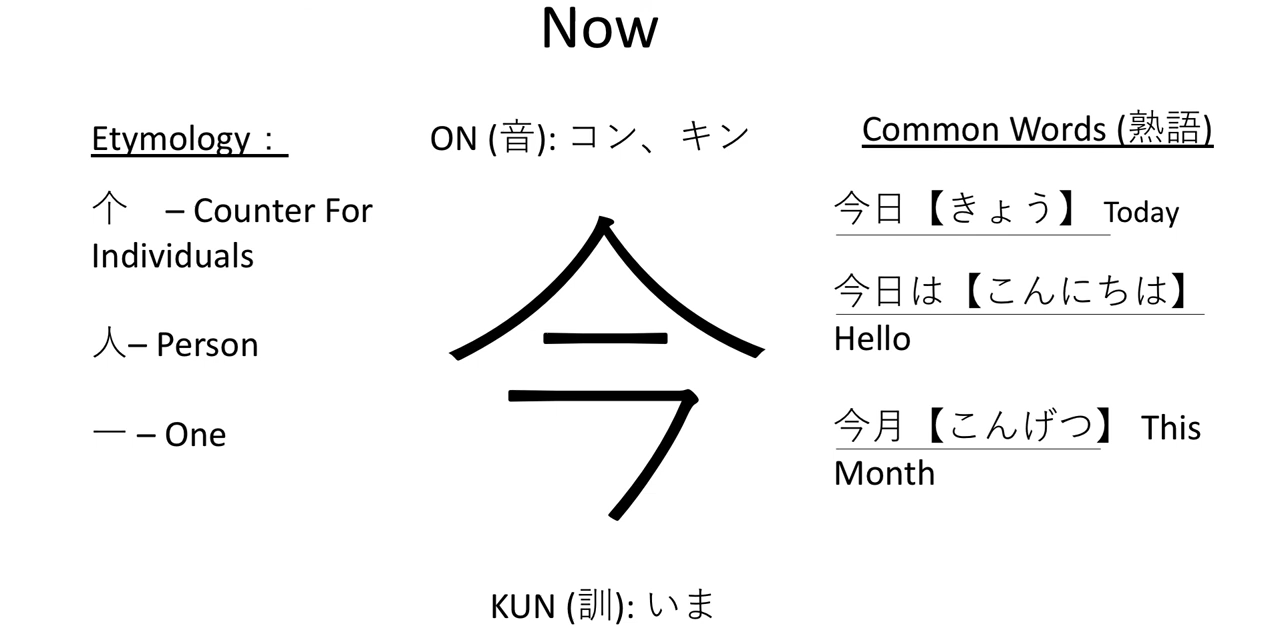 Now
Etymology：
个　– Counter For
Individuals
人– Person
一 – One
ON (音): コン、キン
今
KUN (訓): いま
Common Words (熟語)
今日【きょう】 Today
今日は【こんにちは】
Hello
今月【こんげつ】 This
Month